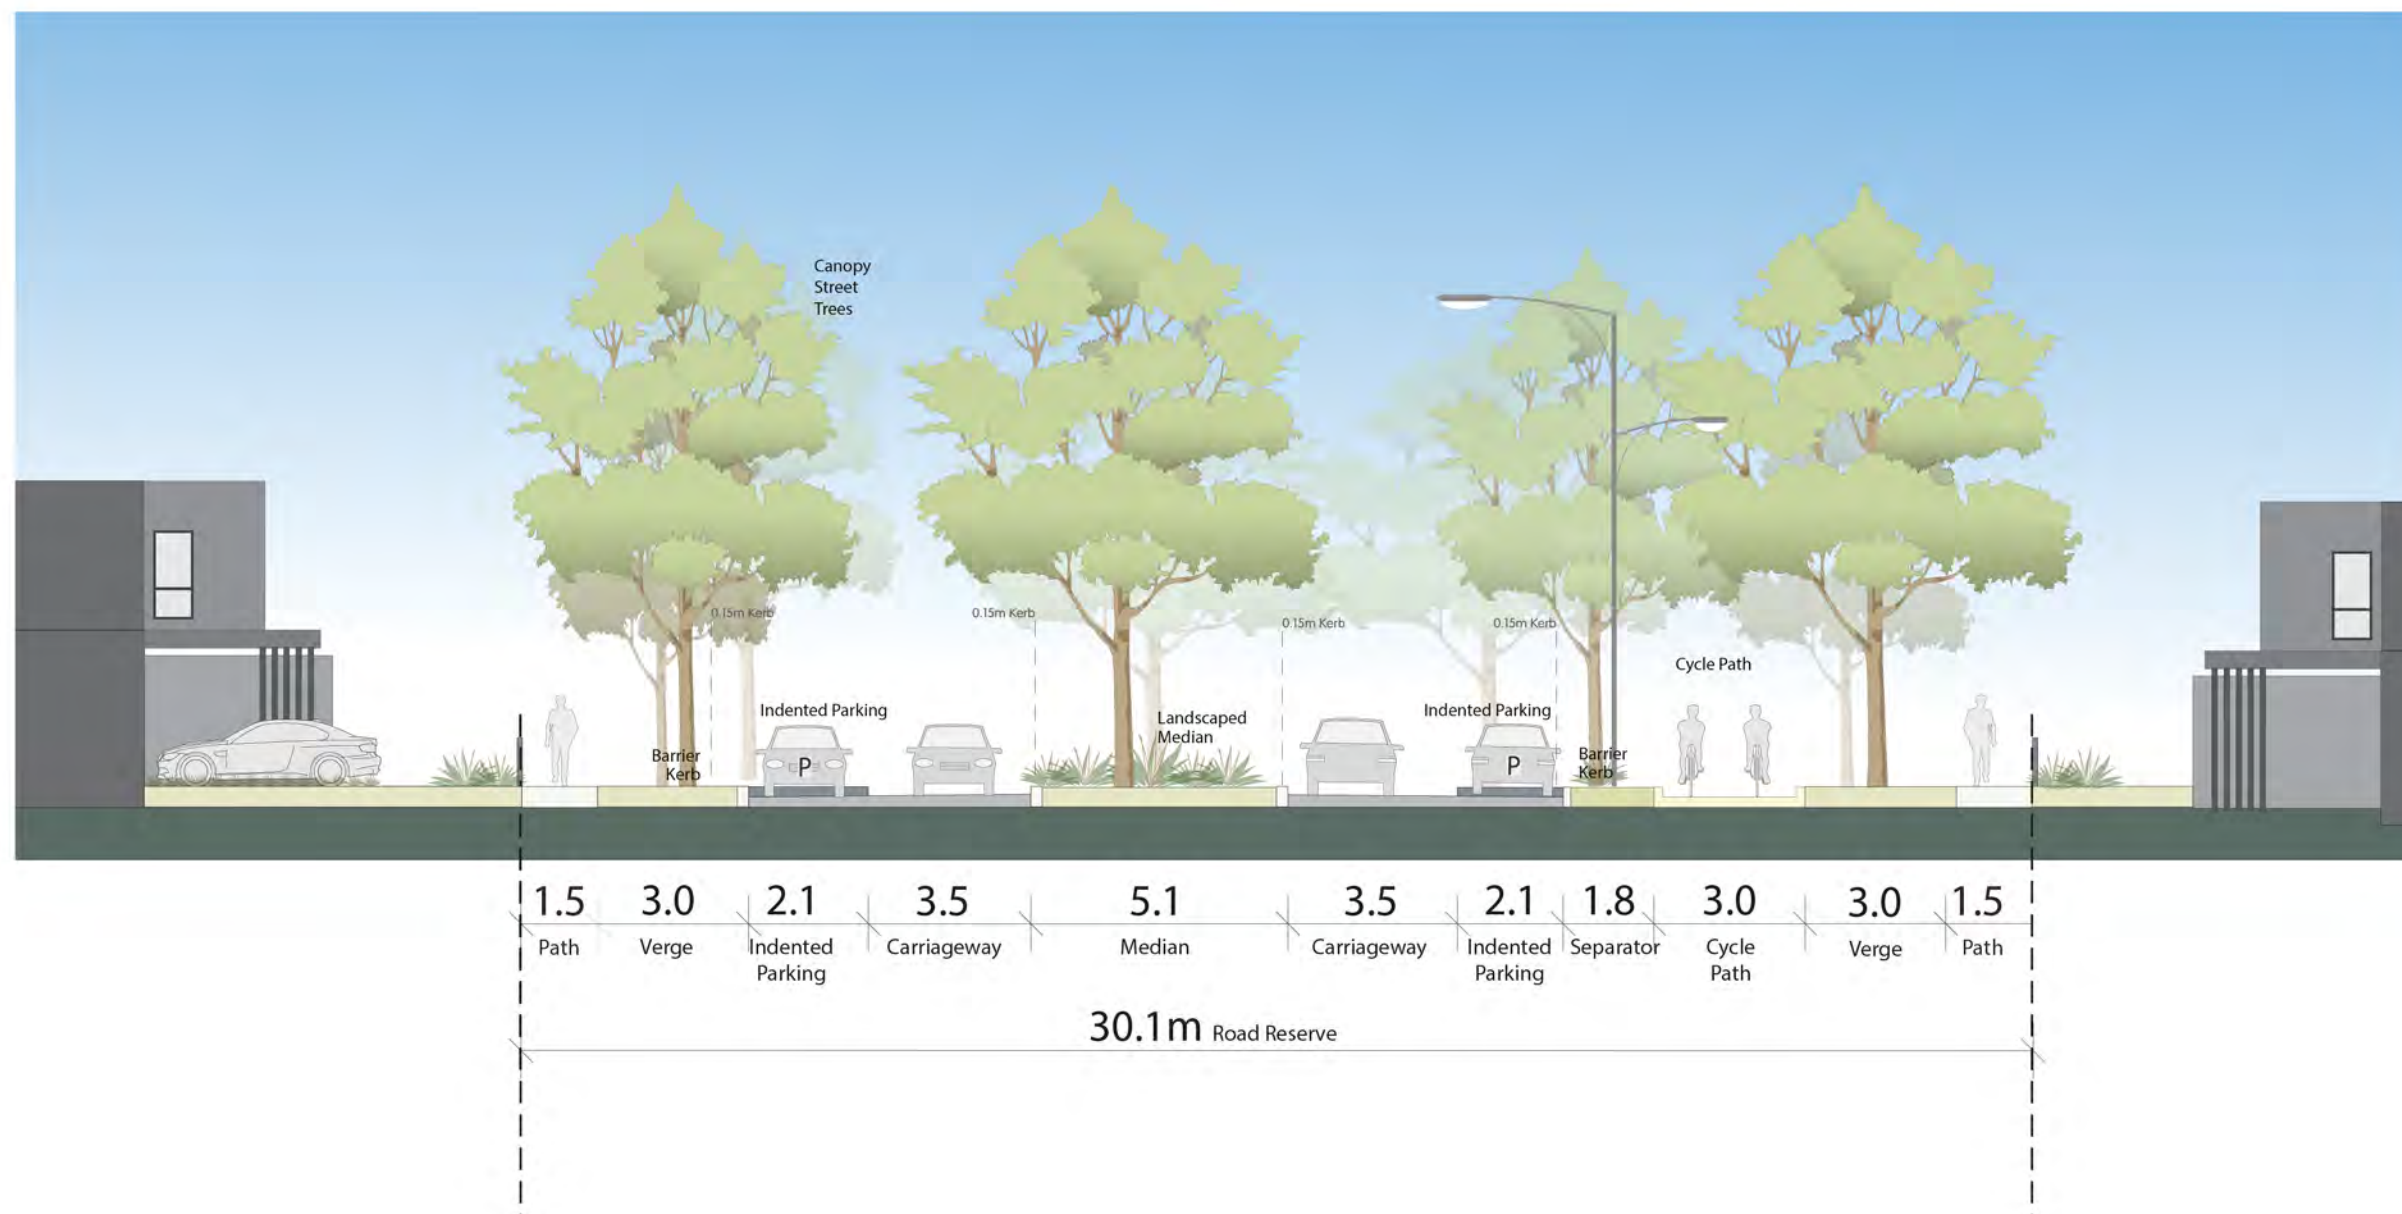 Canopy
Street
Trees
0.15m Kerb
0.15m Kerb
0.15m Kerb
0.15m Kerb
Cycle Path
Indented Parking
Landscaped
Median
Indented Parking
Barrier
Kerb
P
P
Barrier
Kerb
1.5
3.0
2.1
3.5
5.1
3.5
2.1
1.8
3.0
3.0
1.5
Path
Verge
Indented
Parking
Carriageway
Median
Carriageway
Indented
Parking
Separator
Cycle
Path
Verge
Path
30.1m Road Reserve